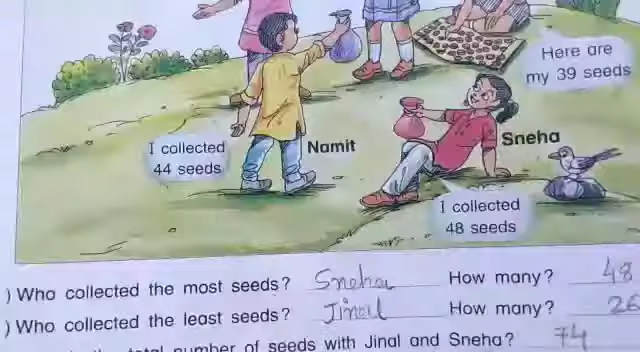 Here are
my 39 seeds
I collected
44 seeds
Namit
Sneha
I collected
48 seeds
) Who collected the most seeds? Sneha How many? 48
) Who collected the least seeds? Jinal How many? 26
total number of seeds with Jinal and Sneha? 74